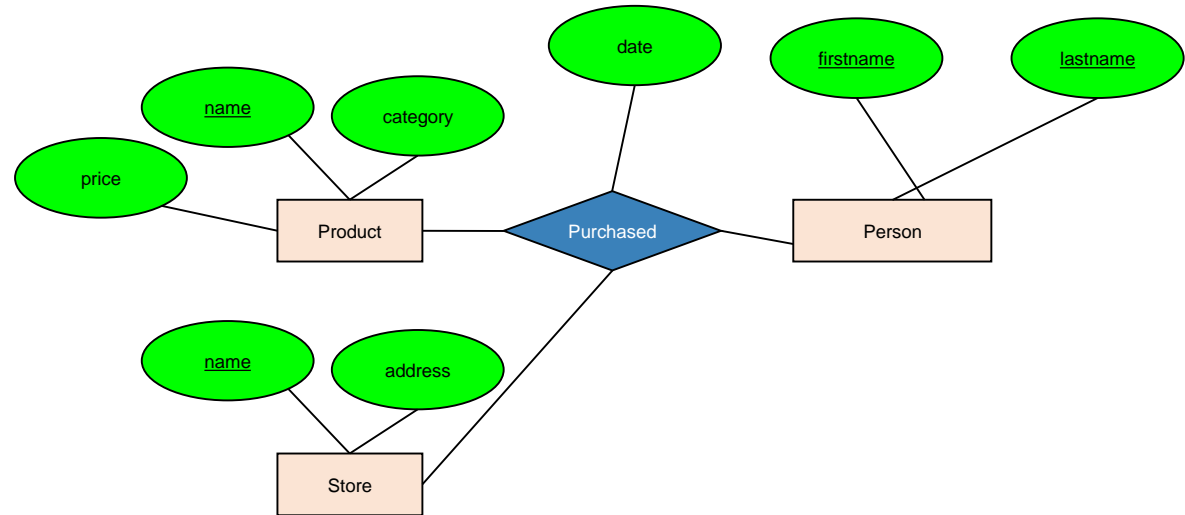 date
firstname
lastname
name
category
price
Product
Purchased
Person
name
address
Store